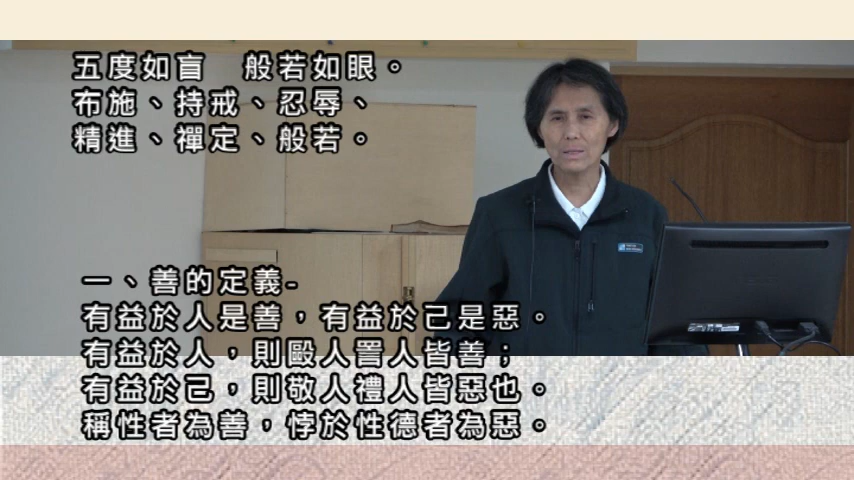 五度如盲　般若如眼。
布施、持戒、忍辱、
精進、禪定、般若。
一、善的定義-
有益於人是善，有益於己是惡。
有益於人，則毆人詈人皆善；
有益於己，則敬人禮人皆惡也。
稱性者為善，悖於性德者為惡。